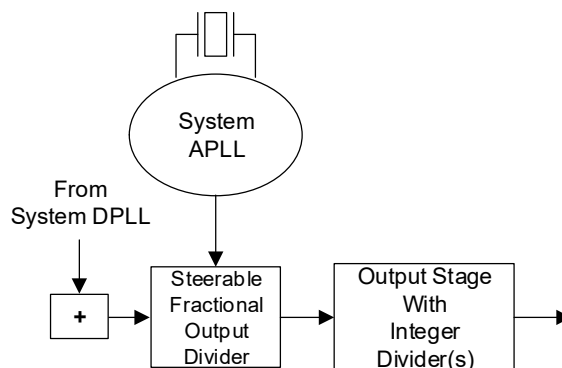 System
APLL
From
System DPLL
+
Steerable
Fractional
Output
Divider
Output Stage
With
Integer
Divider(s)